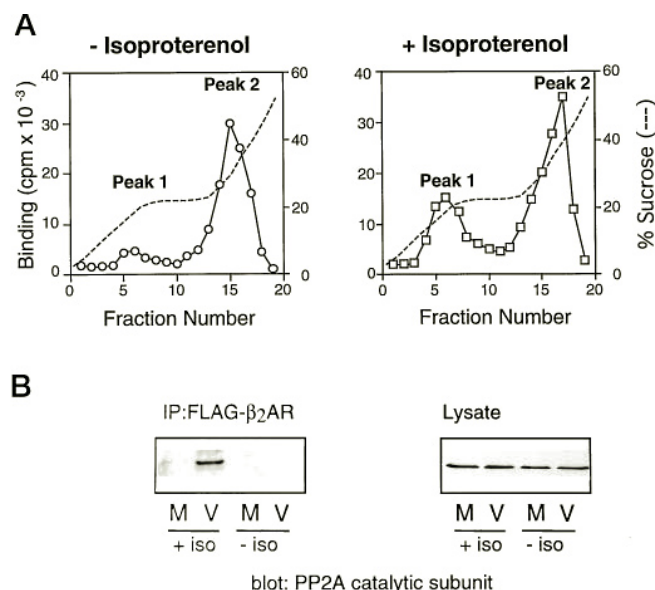 A
- Isoproterenol
+ Isoproterenol
Binding (cpm x 10 -3)
40
30
20
10
0
60
40
20
0
Peak 1
Peak 2
0 5 10 15 20
Fraction Number
40
30
20
10
0
60
40
20
0
% Sucrose (---)
Peak 1
Peak 2
0 5 10 15 20
Fraction Number
B
IP:FLAG-β2AR
Lysate
M V M V
+ iso - iso
M V M V
+ iso - iso
blot: PP2A catalytic subunit